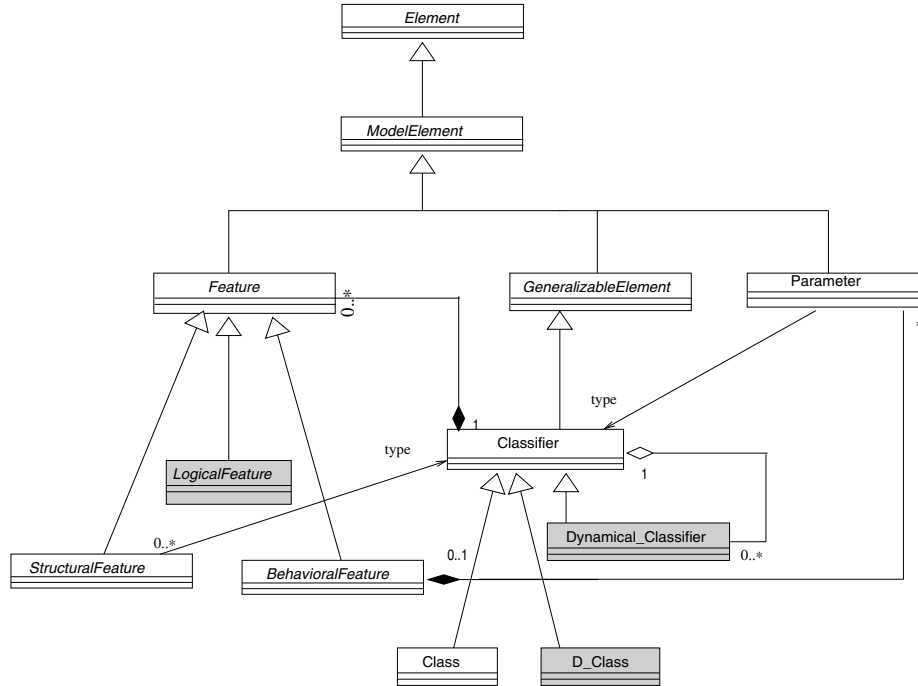 Element
ModelElement
Feature
GeneralizableElement
Parameter
0..*
*
type
1
Classifier
type
1
LogicalFeature
Dynamical_Classifier
0..*
0..1
0..*
StructuralFeature
BehavioralFeature
Class
D_Class